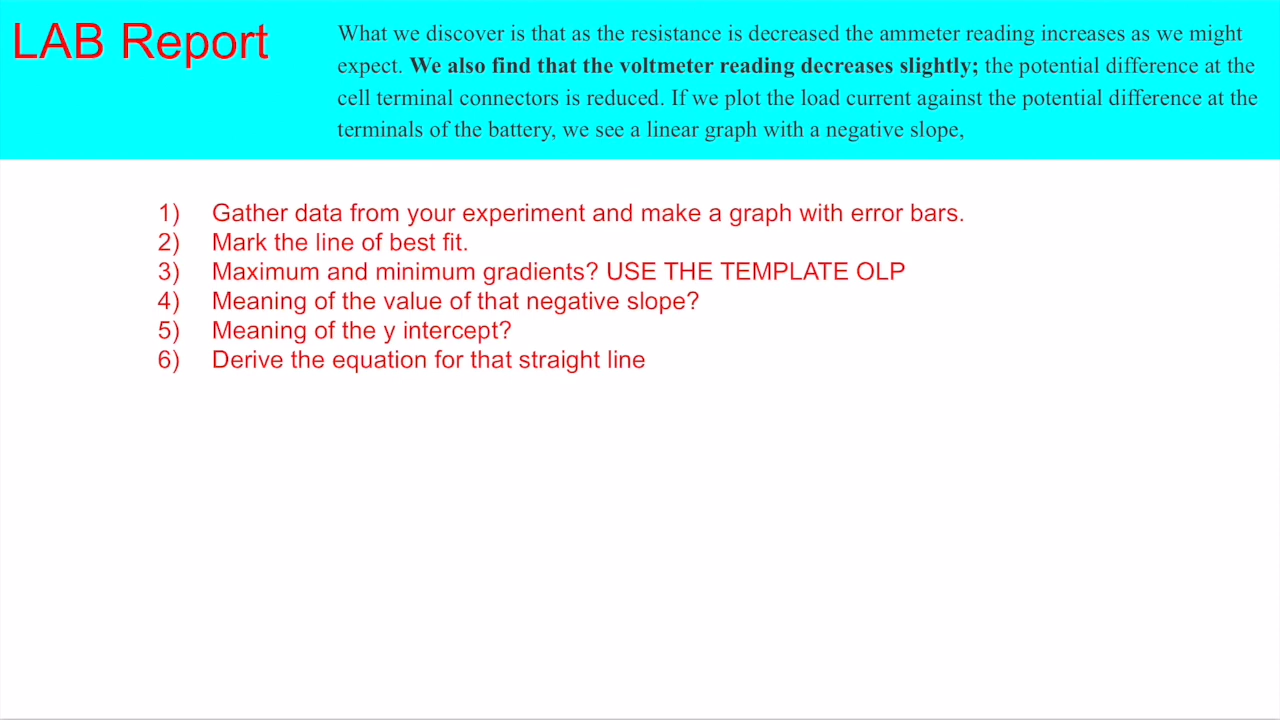 LAB Report
What we discover is that as the resistance is decreased the ammeter reading increases as we might
expect. We also find that the voltmeter reading decreases slightly; the potential difference at the
cell terminal connectors is reduced. If we plot the load current against the potential difference at the
terminals of the battery, we see a linear graph with a negative slope,
1) Gather data from your experiment and make a graph with error bars.
2) Mark the line of best fit.
3) Maximum and minimum gradients? USE THE TEMPLATE OLP
4) Meaning of the value of that negative slope?
5) Meaning of the y intercept?
6) Derive the equation for that straight line